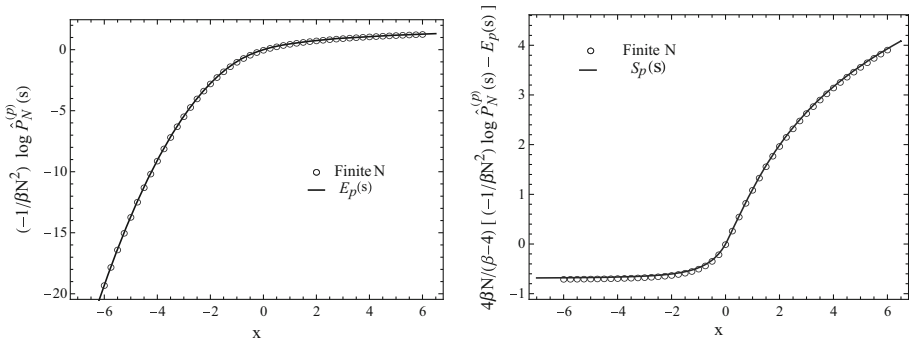 (−1/βN²) log P̂_N^(p) (s)
0
−5
−10
−15
−20
Finite N
E_p(s)
−6 −4 −2 0 2 4 6
x
4βN/(β−4) [ (−1/βN²) log P̂_N^(p) (s) − E_p(s) ]
4
3
2
1
0
−1
Finite N
S_p(s)
−6 −4 −2 0 2 4 6
x